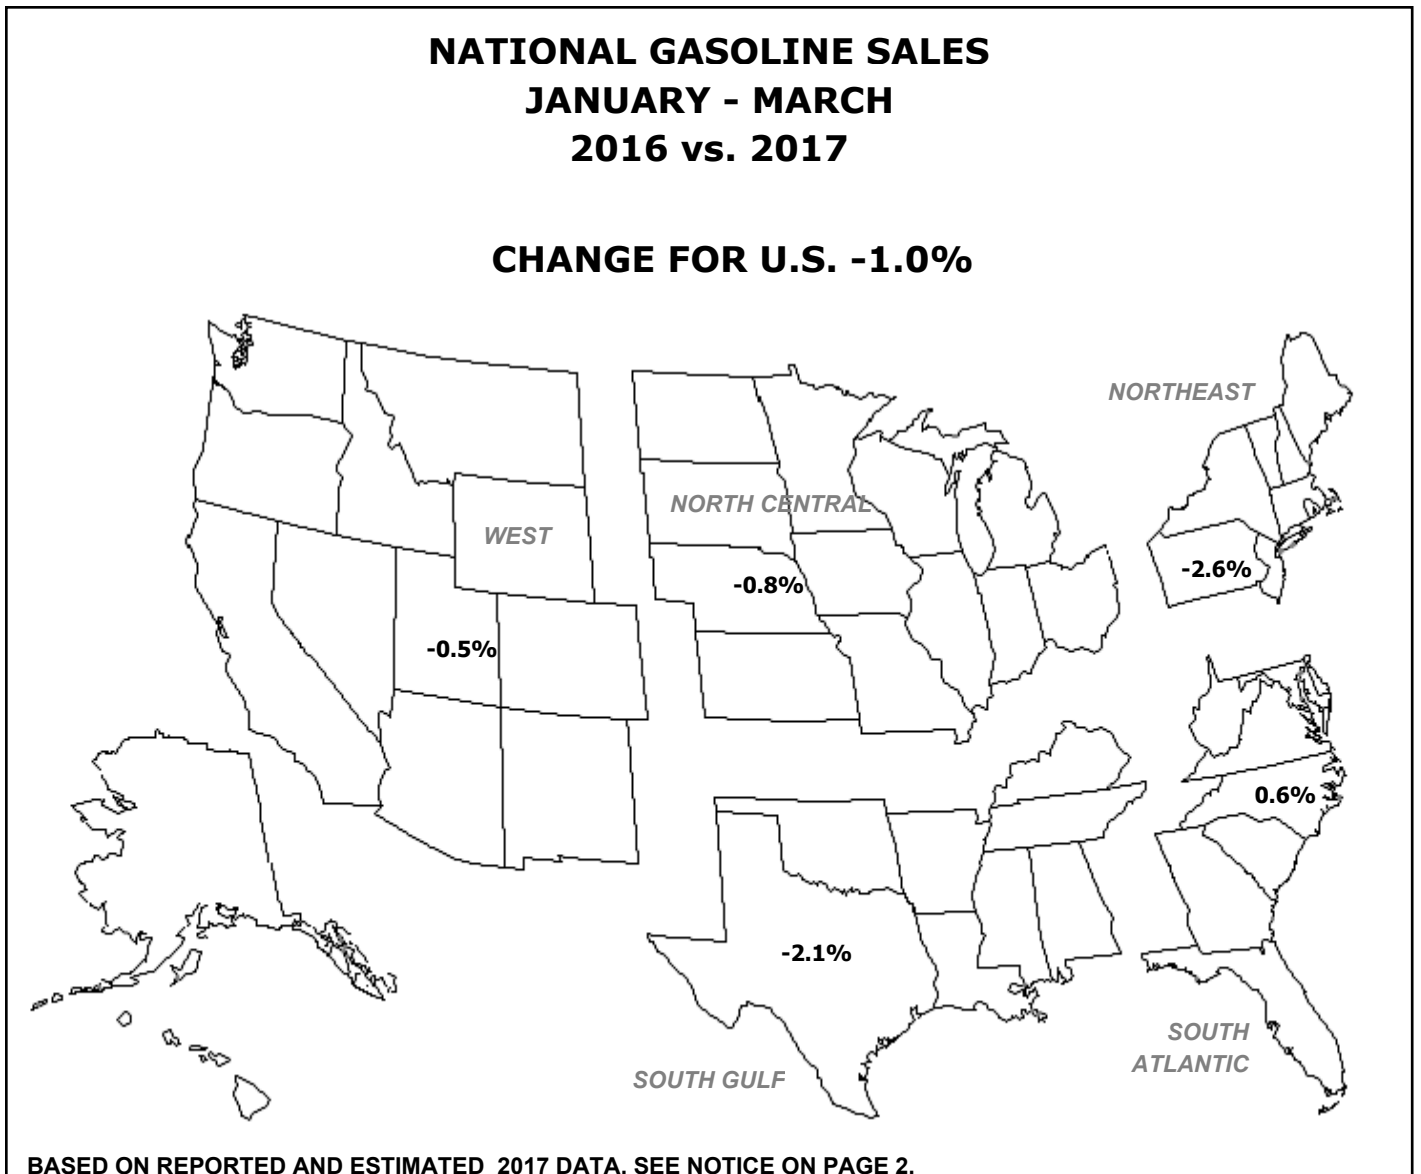 NATIONAL GASOLINE SALES
JANUARY - MARCH
2016 vs. 2017
CHANGE FOR U.S. -1.0%
NORTHEAST
NORTH CENTRAL
WEST
-2.6%
-0.8%
-0.5%
0.6%
-2.1%
SOUTH
ATLANTIC
SOUTH GULF
BASED ON REPORTED AND ESTIMATED  2017 DATA. SEE NOTICE ON PAGE 2.